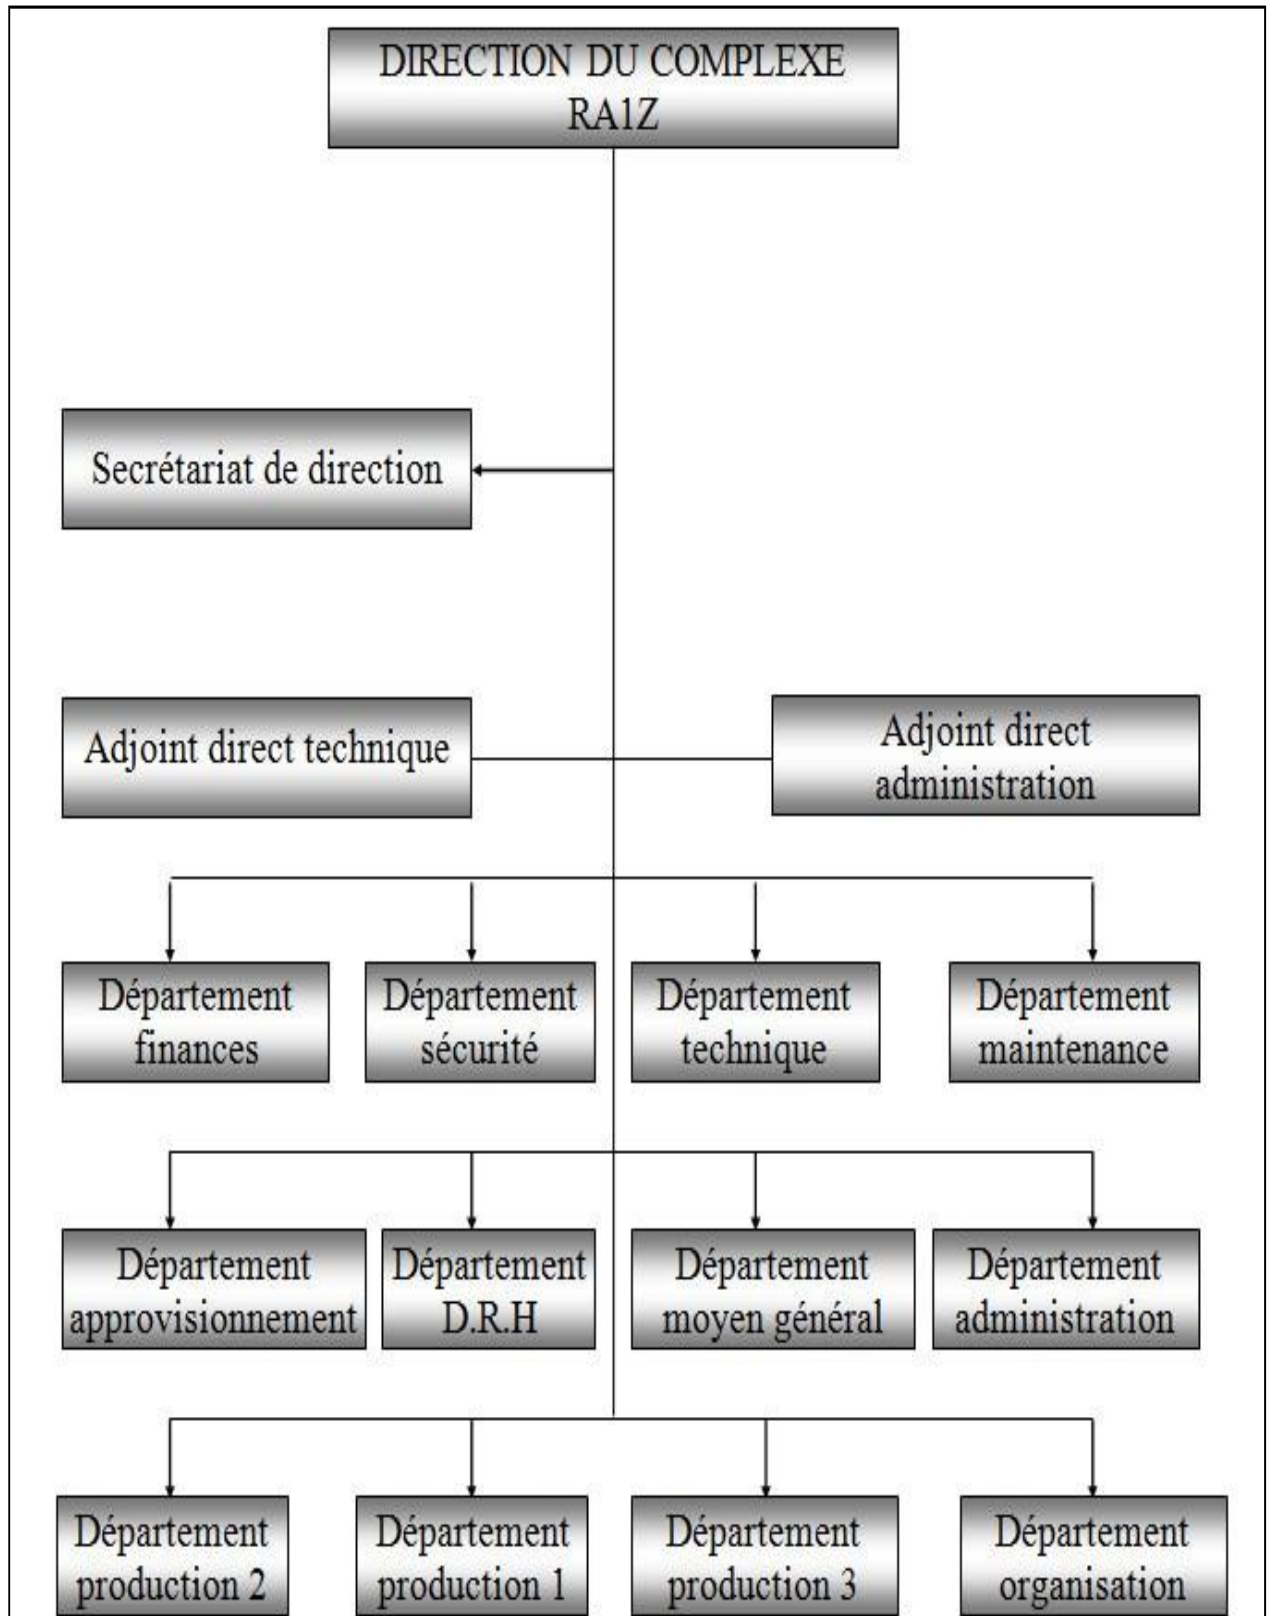 DIRECTION DU COMPLEXE
RA1Z
Secrétariat de direction
Adjoint direct technique
Adjoint direct
administration
Département
finances
Département
sécurité
Département
technique
Département
maintenance
Département
approvisionnement
Département
D.R.H
Département
moyen général
Département
administration
Département
production 2
Département
production 1
Département
production 3
Département
organisation